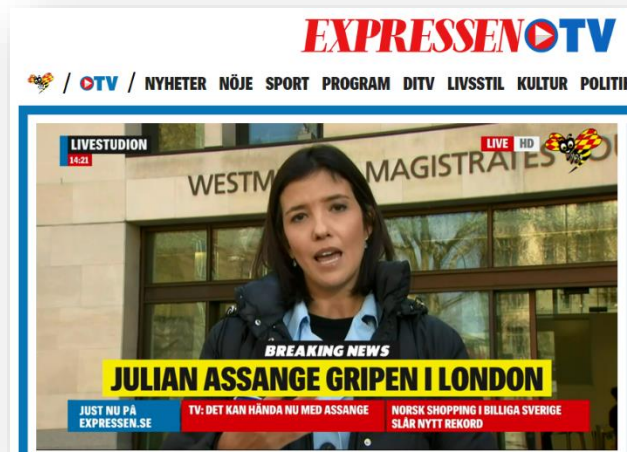 EXPRESSEN TV
/ TV / NYHETER NÖJE SPORT PROGRAM DITV LIVSSTIL KULTUR
LIVESTUDION
14:21
LIVE HD
MAGISTRATES
BREAKING NEWS
JULIAN ASSANGE GRIPEN I LONDON
JUST NU PÅ
EXPRESSEN.SE
TV: DET KAN HÄNDA NU MED ASSANGE
NORSK SHOPPING I BILLIGA SVERIGE
SLÅR NYTT REKORD